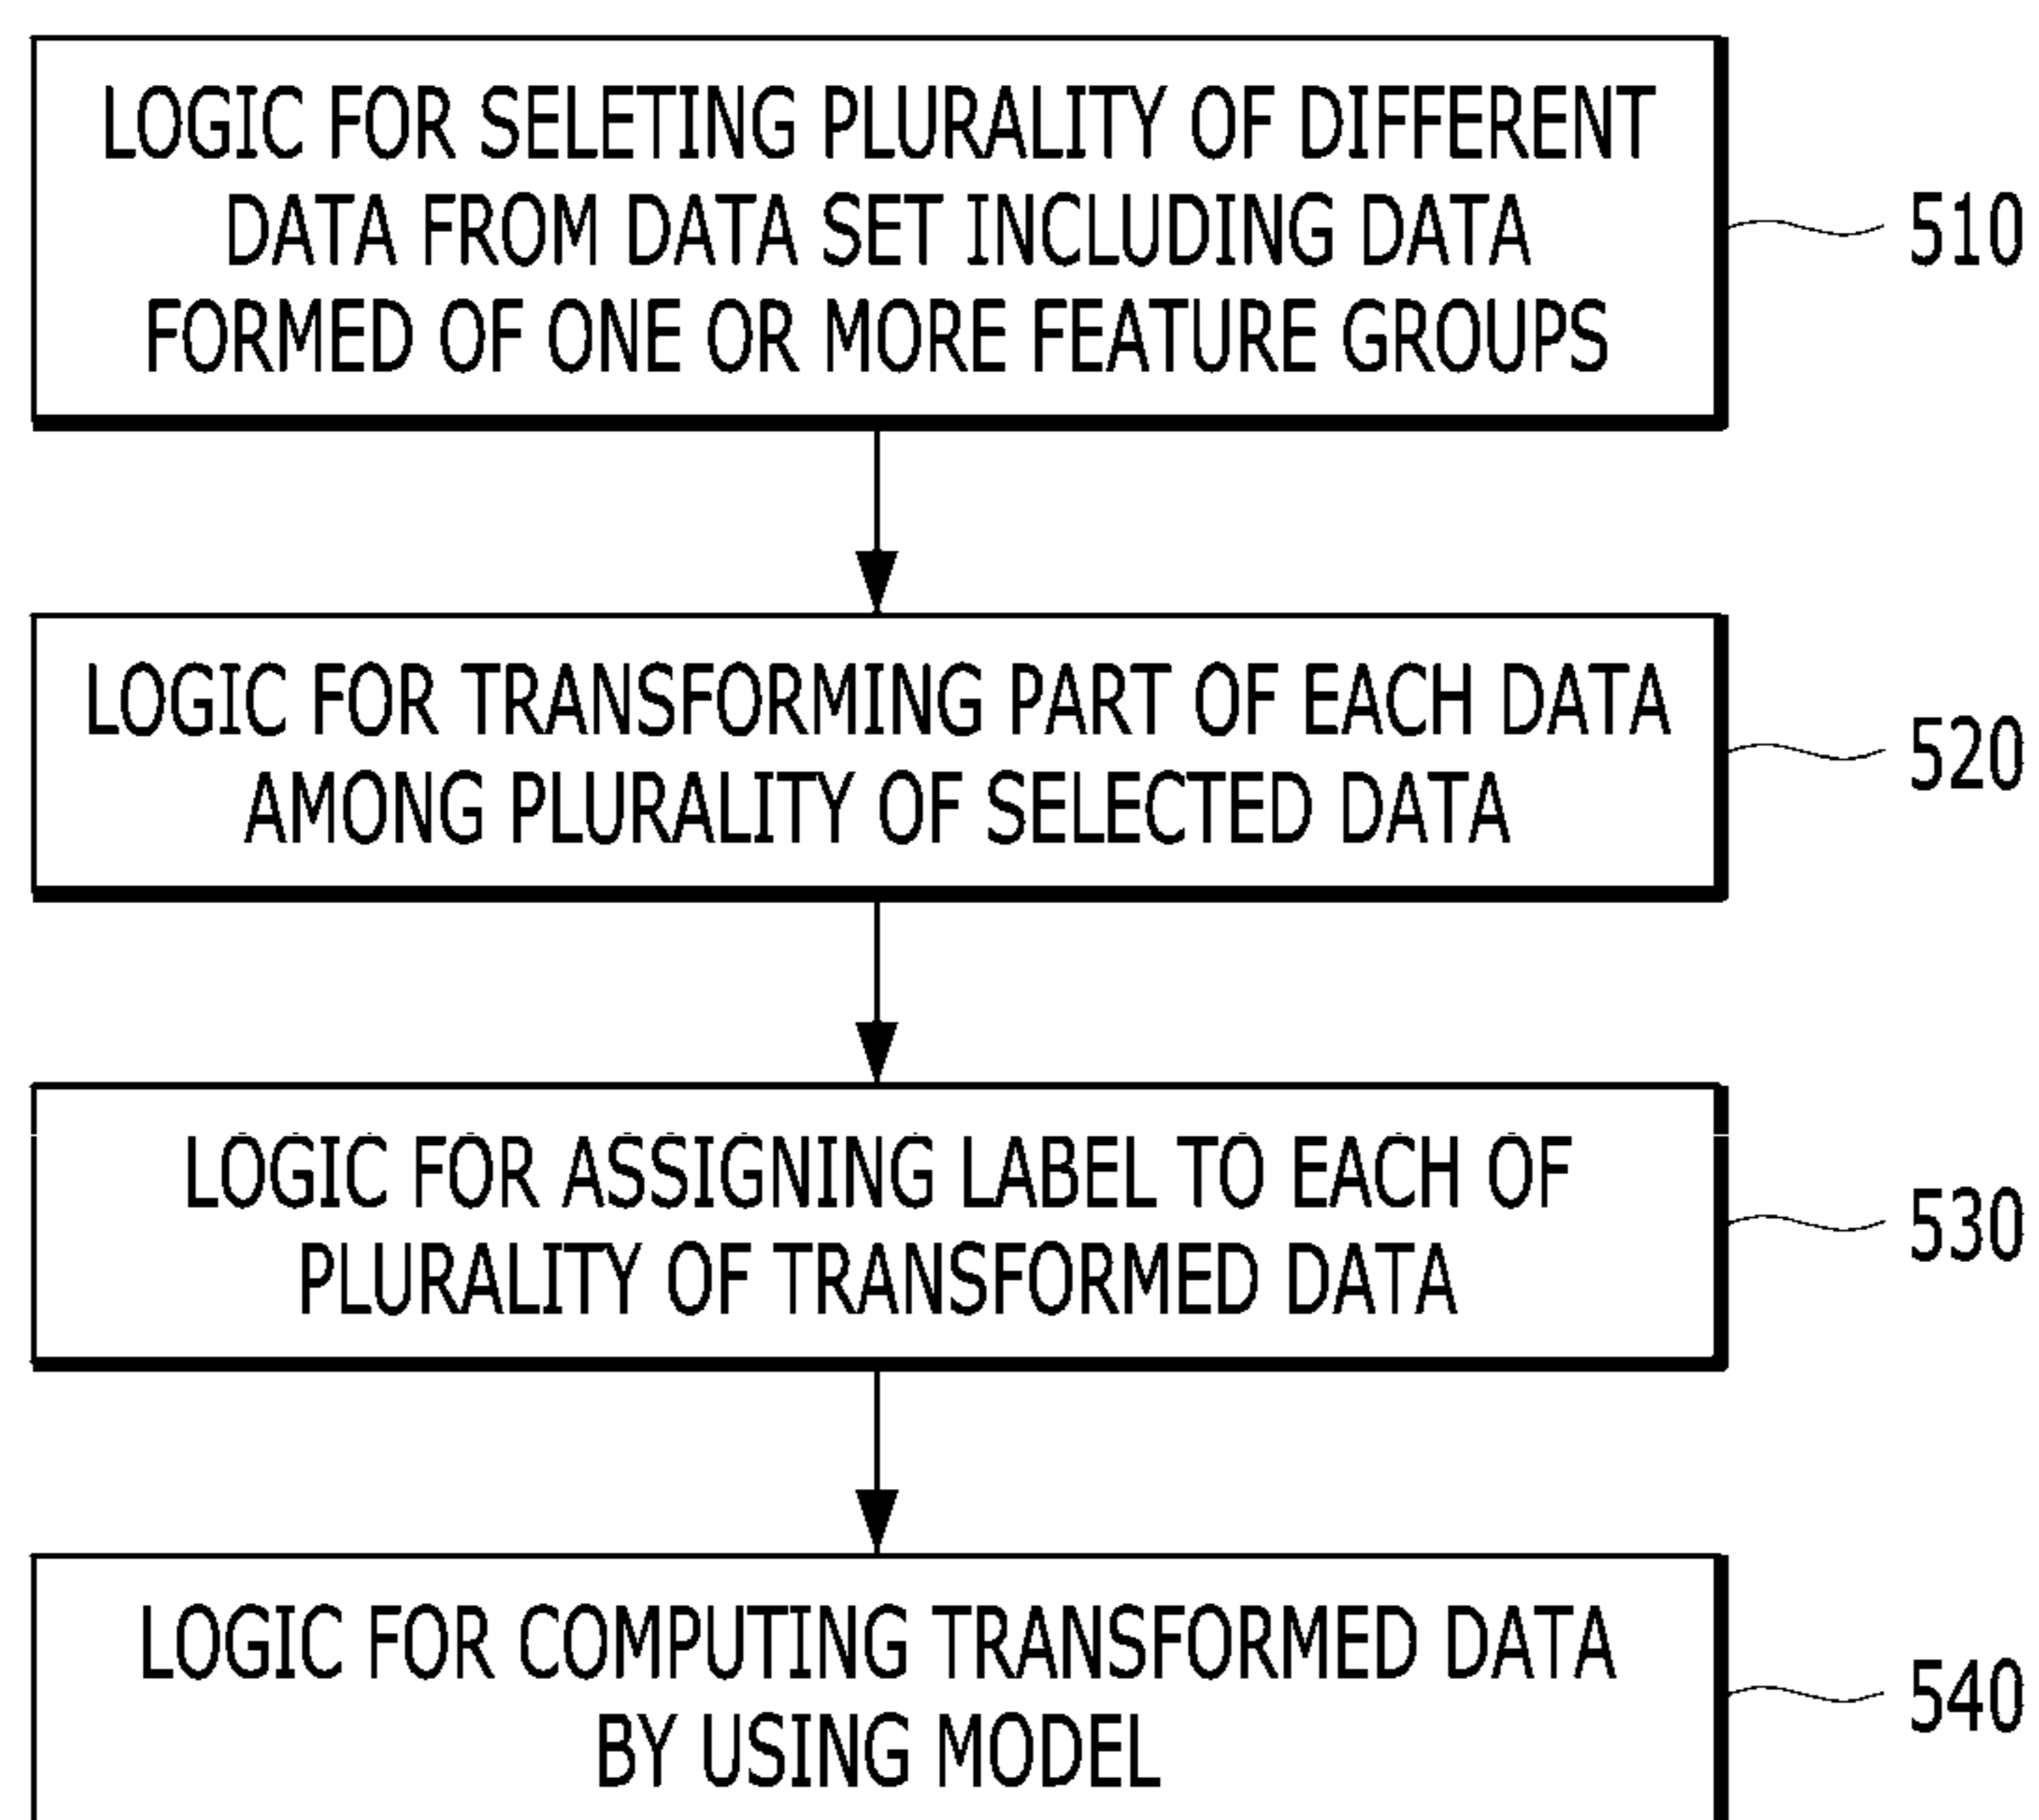 LOGIC FOR SELETING PLURALITY OF DIFFERENT
DATA FROM DATA SET INCLUDING DATA
FORMED OF ONE OR MORE FEATURE GROUPS
510
LOGIC FOR TRANSFORMING PART OF EACH DATA
AMONG PLURALITY OF SELECTED DATA
520
LOGIC FOR ASSIGNING LABEL TO EACH OF
PLURALITY OF TRANSFORMED DATA
530
LOGIC FOR COMPUTING TRANSFORMED DATA
BY USING MODEL
540